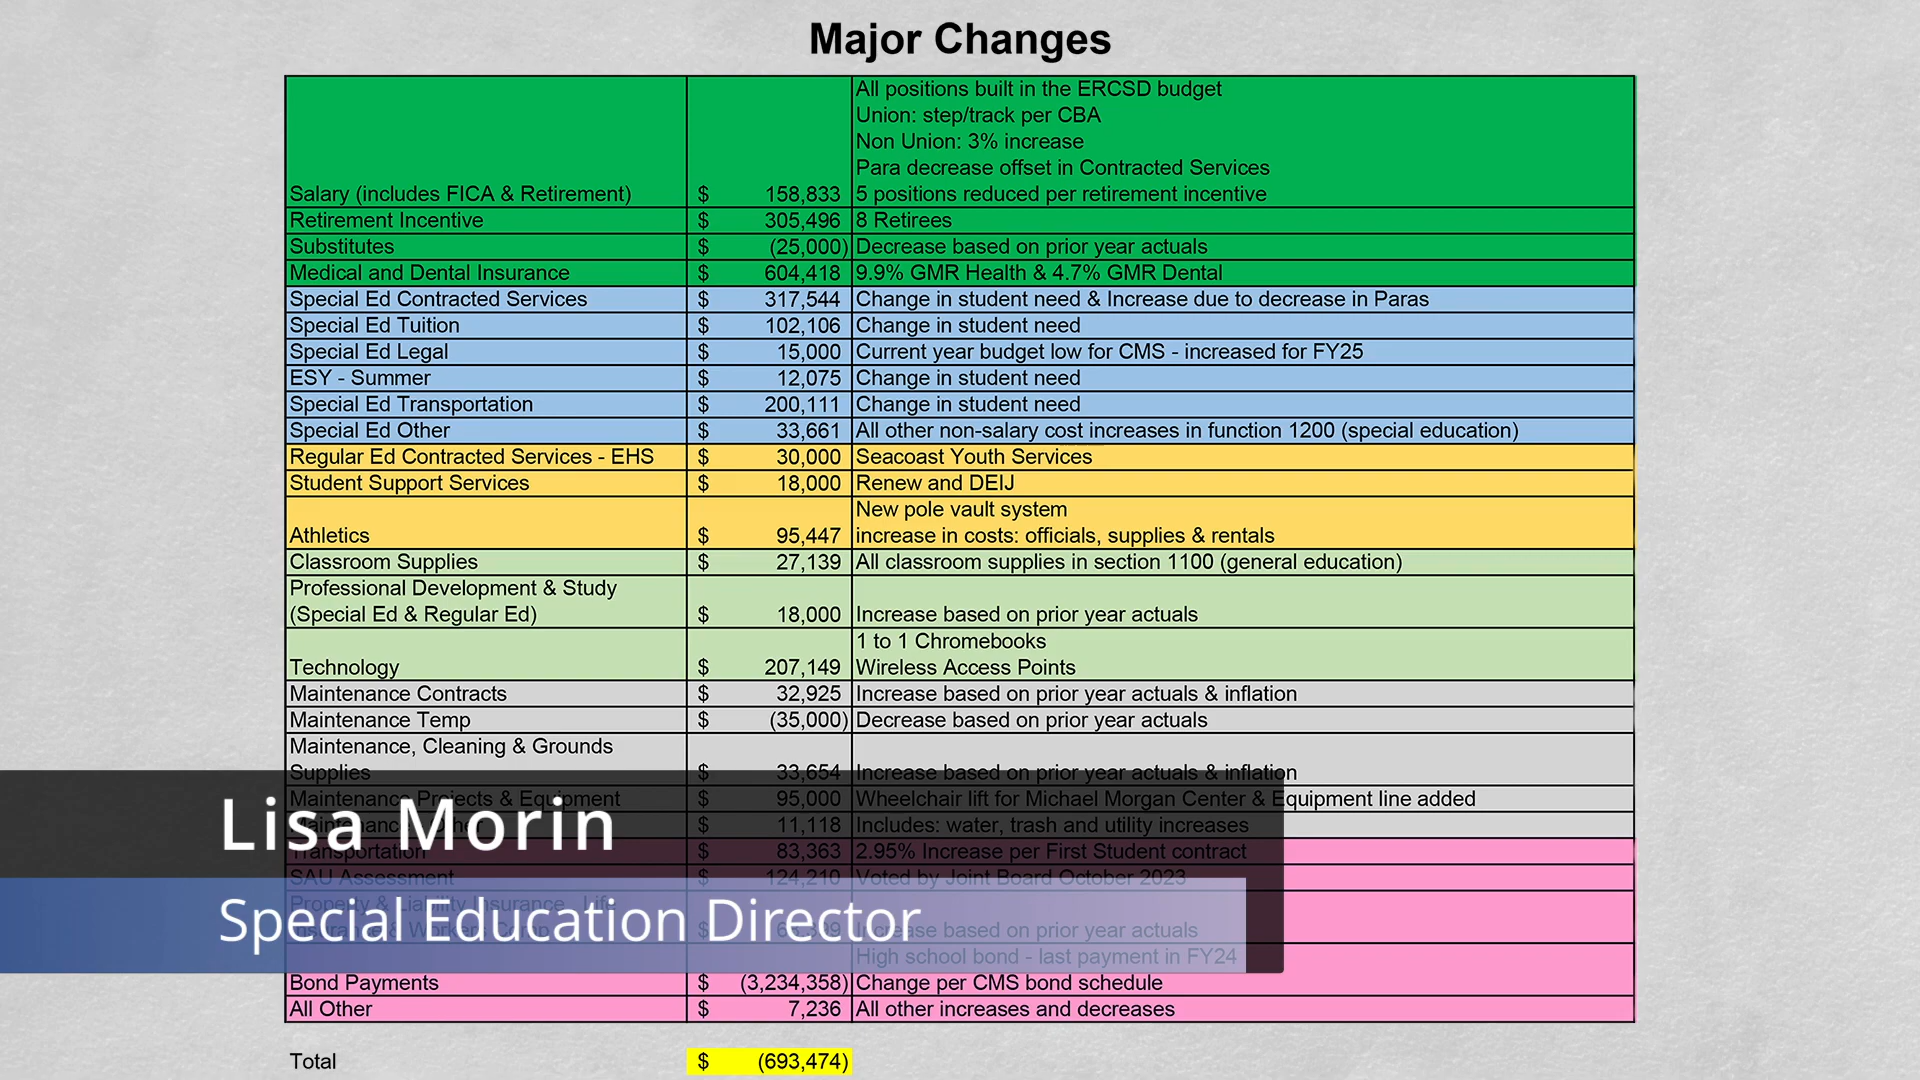 Major Changes
All positions built in the ERCSD budget
Union: step/track per CBA
Non Union: 3% increase
Para decrease offset in Contracted Services
Salary (includes FICA & Retirement) $ 158,833 5 positions reduced per retirement incentive
Retirement Incentive $ 305,496 8 Retirees
Substitutes $ (25,000) Decrease based on prior year actuals
Medical and Dental Insurance $ 604,418 9.9% GMR Health & 4.7% GMR Dental
Special Ed Contracted Services $ 317,544 Change in student need & Increase due to decrease in Paras
Special Ed Tuition $ 102,106 Change in student need
Special Ed Legal $ 15,000 Current year budget low for CMS - increased for FY25
ESY - Summer $ 12,075 Change in student need
Special Ed Transportation $ 200,111 Change in student need
Special Ed Other $ 33,661 All other non-salary cost increases in function 1200 (special education)
Regular Ed Contracted Services - EHS $ 30,000 Seacoast Youth Services
Student Support Services $ 18,000 Renew and DEIJ
New pole vault system
Athletics $ 95,447 increase in costs: officials, supplies & rentals
Classroom Supplies $ 27,139 All classroom supplies in section 1100 (general education)
Professional Development & Study
(Special Ed & Regular Ed) $ 18,000 Increase based on prior year actuals
1 to 1 Chromebooks
Technology $ 207,149 Wireless Access Points
Maintenance Contracts $ 32,925 Increase based on prior year actuals & inflation
Maintenance Temp $ (35,000) Decrease based on prior year actuals
Maintenance, Cleaning & Grounds
Supplies $ 33,654 Increase based on prior year actuals & inflation
Maintenance Projects & Equipment $ 95,000 Wheelchair lift for Michael Morgan Center & Equipment line added
Lisa Morin
$ 11,118 Includes: water, trash and utility increases
Transportation $ 83,363 2.95% Increase per First Student contract
SAU Assessment $ 124,210 Voted by Joint Board October 2023
Property & Liability Insurance, Life
Special Education Director
Increase based on prior year actuals
High school bond - last payment in FY24
Bond Payments $ (3,234,358) Change per CMS bond schedule
All Other $ 7,236 All other increases and decreases
Total $ (693,474)